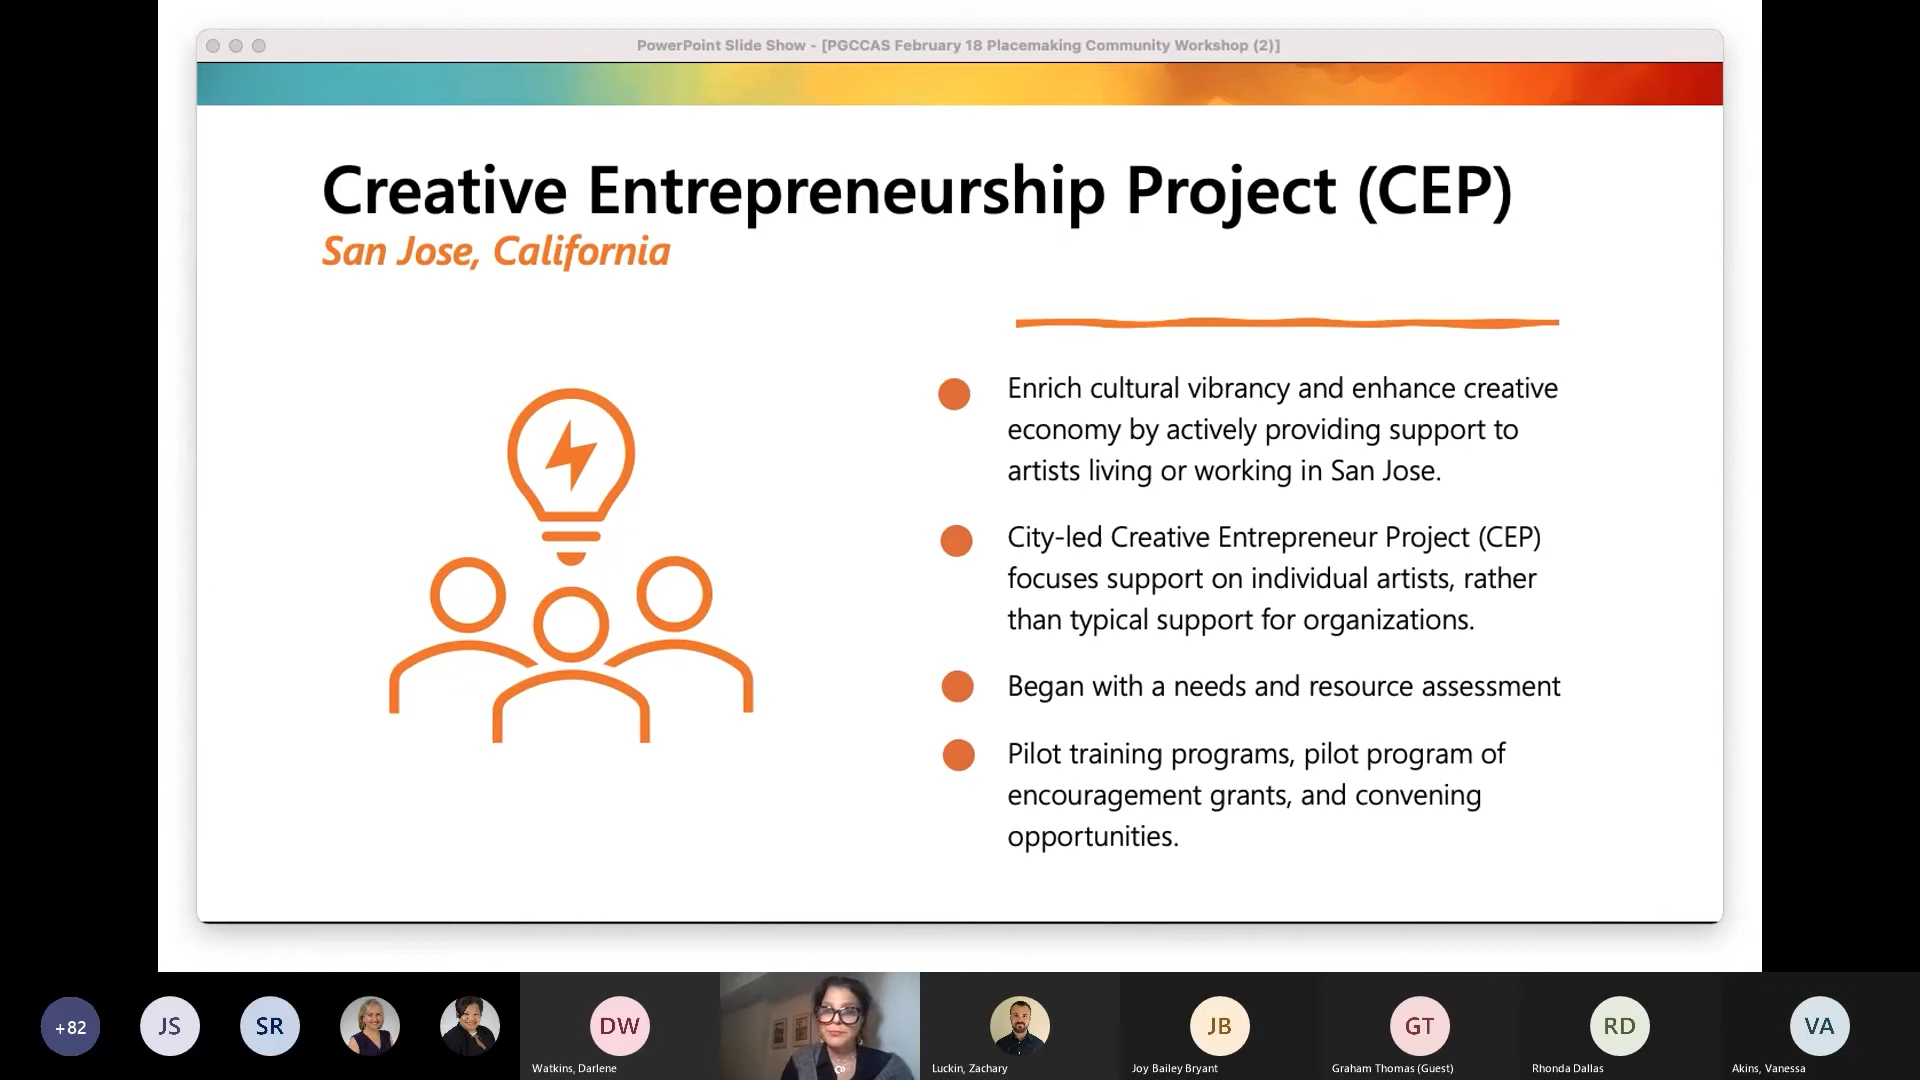 PowerPoint Slide Show - [PGCCAS February 18 Placemaking Community Workshop (2)]
Creative Entrepreneurship Project (CEP)
San Jose, California
Enrich cultural vibrancy and enhance creative
economy by actively providing support to
artists living or working in San Jose.
City-led Creative Entrepreneur Project (CEP)
focuses support on individual artists, rather
than typical support for organizations.
Began with a needs and resource assessment
Pilot training programs, pilot program of
encouragement grants, and convening
opportunities.
+82
JS
SR
DW
JB
GT
RD
VA
Watkins, Darlene
Luckin, Zachary
Joy Bailey Bryant
Graham Thomas (Guest)
Rhonda Dallas
Akins, Vanessa